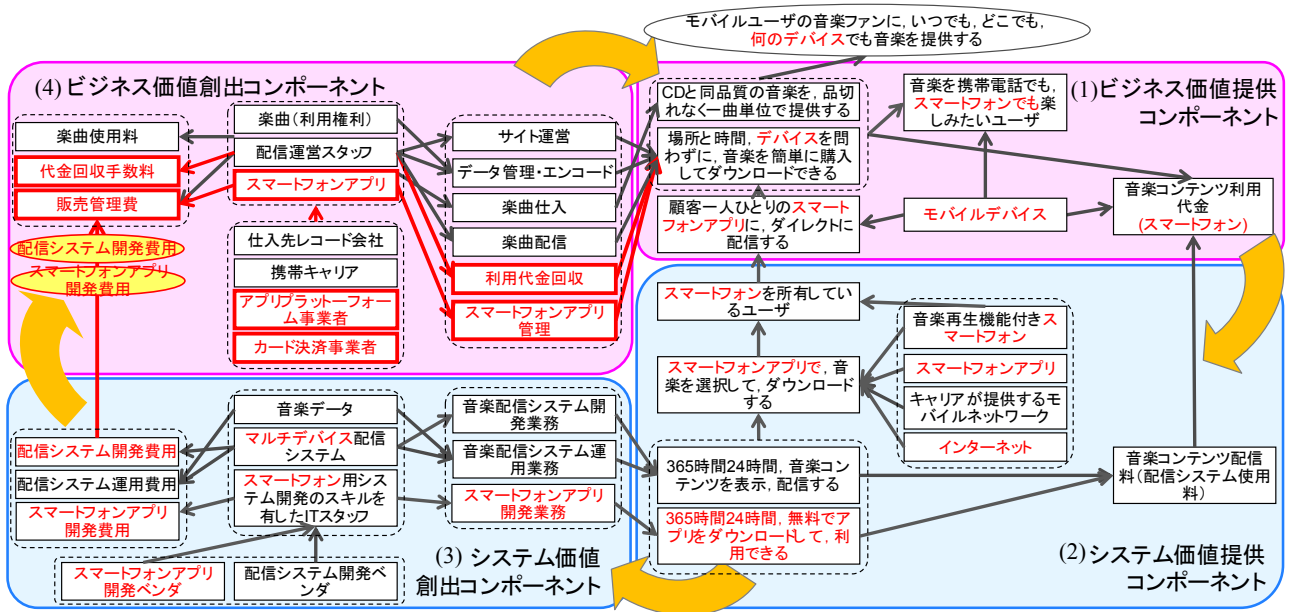 モバイルユーザの音楽ファンに，いつでも，どこでも，
何のデバイスでも音楽を提供する
(4) ビジネス価値創出コンポーネント
楽曲使用料
代金回収手数料
販売管理費
配信システム開発費用
スマートフォンアプリ
開発費用
楽曲（利用権利）
配信運営スタッフ
スマートフォンアプリ
仕入先レコード会社
携帯キャリア
アプリプラットーフォー
ム事業者
カード決済事業者
サイト運営
データ管理・エンコード
楽曲仕入
楽曲配信
利用代金回収
スマートフォンアプリ
管理
(1)ビジネス価値提供
コンポーネント
CDと同品質の音楽を，品切
れなく一曲単位で提供する
場所と時間，デバイスを問
わずに，音楽を簡単に購入
してダウンロードできる
顧客一人ひとりのスマート
フォンアプリに，ダイレクトに
配信する
音楽を携帯電話でも，
スマートフォンでも楽
しみたいユーザ
モバイルデバイス
音楽コンテンツ利用
代金
(スマートフォン)
スマートフォンを所有してい
るユーザ
スマートフォンアプリで，音
楽を選択して，ダウンロード
する
365時間24時間，音楽コン
テンツを表示，配信する
365時間24時間，無料でア
プリをダウンロードして，利
用できる
音楽再生機能付きス
マートフォン
スマートフォンアプリ
キャリアが提供するモ
バイルネットワーク
インターネット
音楽コンテンツ配信
料（配信システム使用
料）
(2)システム価値提供
コンポーネント
配信システム開発費用
配信システム運用費用
スマートフォンアプリ
開発費用
音楽データ
マルチデバイス配信
システム
スマートフォン用シス
テム開発のスキルを
有したITスタッフ
スマートフォンアプリ
開発ベンダ
配信システム開発ベ
ンダ
音楽配信システム開
発業務
音楽配信システム運
用業務
スマートフォンアプリ
開発業務
(3) システム価値
創出コンポーネント